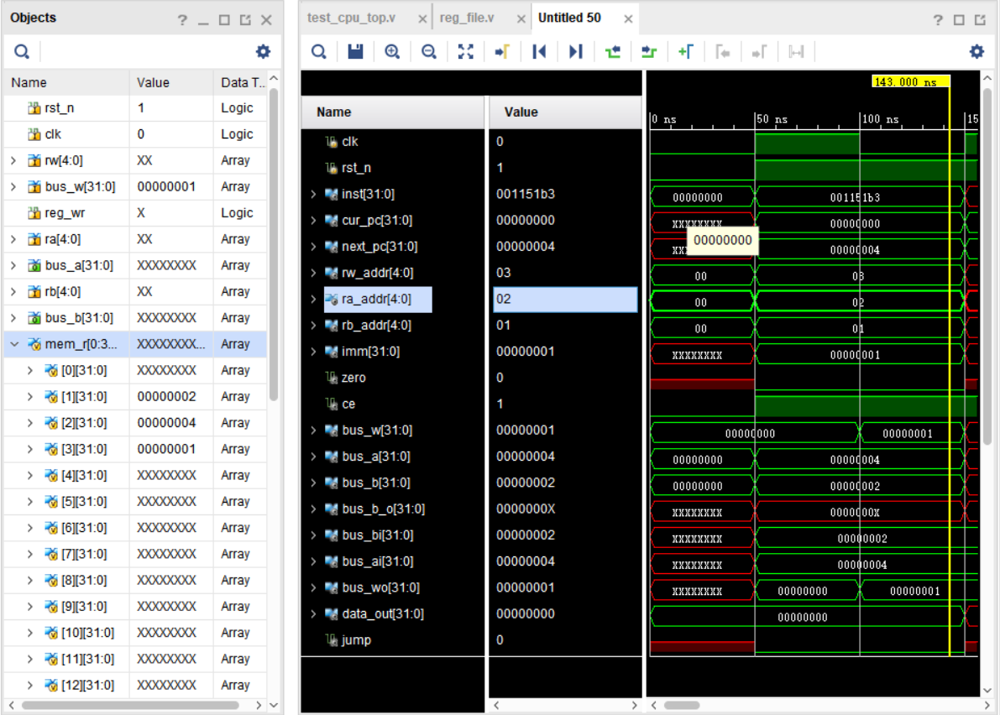 Objects
Name Value Data T...
rst_n 1 Logic
clk 0 Logic
rw[4:0] XX Array
bus_w[31:0] 00000001 Array
reg_wr X Logic
ra[4:0] XX Array
bus_a[31:0] XXXXXXXX Array
rb[4:0] XX Array
bus_b[31:0] XXXXXXXX Array
mem_r[0:3... XXXXXXXX... Array
[0][31:0] XXXXXXXX Array
[1][31:0] 00000002 Array
[2][31:0] 00000004 Array
[3][31:0] 00000001 Array
[4][31:0] XXXXXXXX Array
[5][31:0] XXXXXXXX Array
[6][31:0] XXXXXXXX Array
[7][31:0] XXXXXXXX Array
[8][31:0] XXXXXXXX Array
[9][31:0] XXXXXXXX Array
[10][31:0] XXXXXXXX Array
[11][31:0] XXXXXXXX Array
[12][31:0] XXXXXXXX Array
test_cpu_top.v reg_file.v Untitled 50
143.000 ns
Name Value
0 ns 50 ns 100 ns 15
clk 0
rst_n 1
inst[31:0] 001151b3 00000000 001151b3
cur_pc[31:0] 00000000 XXXXXXXX 00000000
00000000
next_pc[31:0] 00000004 XX 00000004
rw_addr[4:0] 03 00 03
ra_addr[4:0] 02 00 02
rb_addr[4:0] 01 00 01
imm[31:0] 00000001 XXXXXXXX 00000001
zero 0
ce 1
bus_w[31:0] 00000001 00000000 00000001
bus_a[31:0] 00000004 00000000 00000004
bus_b[31:0] 00000002 00000000 00000002
bus_b_o[31:0] 0000000X XXXXXXXX 0000000X
bus_bi[31:0] 00000002 XXXXXXXX 00000002
bus_ai[31:0] 00000004 XXXXXXXX 00000004
bus_wo[31:0] 00000001 XXXXXXXX 00000000 00000001
data_out[31:0] 00000000 00000000
jump 0